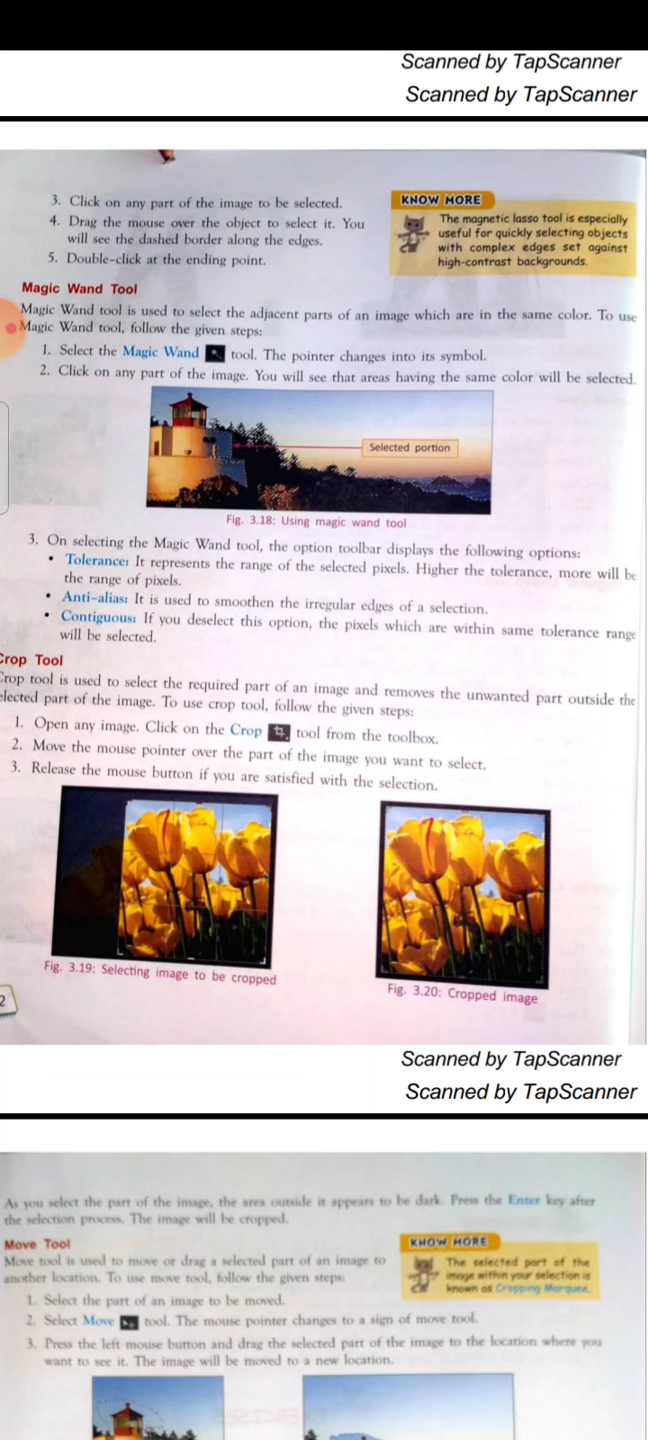 Scanned by TapScanner
Scanned by TapScanner
3. Click on any part of the image to be selected.
4. Drag the mouse over the object to select it. You
will see the dashed border along the edges.
5. Double-click at the ending point.
KNOW MORE
The magnetic lasso tool is especially
useful for quickly selecting objects
with complex edges set against
high-contrast backgrounds.
Magic Wand Tool
Magic Wand tool is used to select the adjacent parts of an image which are in the same color. To use
Magic Wand tool, follow the given steps:
1. Select the Magic Wand tool. The pointer changes into its symbol.
2. Click on any part of the image. You will see that areas having the same color will be selected.
Selected portion
Fig. 3.18: Using magic wand tool
3. On selecting the Magic Wand tool, the option toolbar displays the following options:
• Tolerance: It represents the range of the selected pixels. Higher the tolerance, more will be
the range of pixels.
• Anti-alias: It is used to smoothen the irregular edges of a selection.
• Contiguous: If you deselect this option, the pixels which are within same tolerance range
will be selected.
Crop Tool
Crop tool is used to select the required part of an image and removes the unwanted part outside the
elected part of the image. To use crop tool, follow the given steps:
1. Open any image. Click on the Crop tool from the toolbox.
2. Move the mouse pointer over the part of the image you want to select.
3. Release the mouse button if you are satisfied with the selection.
Fig. 3.19: Selecting image to be cropped
Fig. 3.20: Cropped image
2
Scanned by TapScanner
Scanned by TapScanner
As you select the part of the image, the area outside it appears to be dark. Press the Enter key after
the selection process. The image will be cropped.
Move Tool
Move tool is used to move or drag a selected part of an image to
another location. To use move tool, follow the given steps:
KNOW MORE
The selected part of the
image within your selection is
known as Cropping Marquee.
1. Select the part of an image to be moved.
2. Select Move tool. The mouse pointer changes to a sign of move tool.
3. Press the left mouse button and drag the selected part of the image to the location where you
want to see it. The image will be moved to a new location.